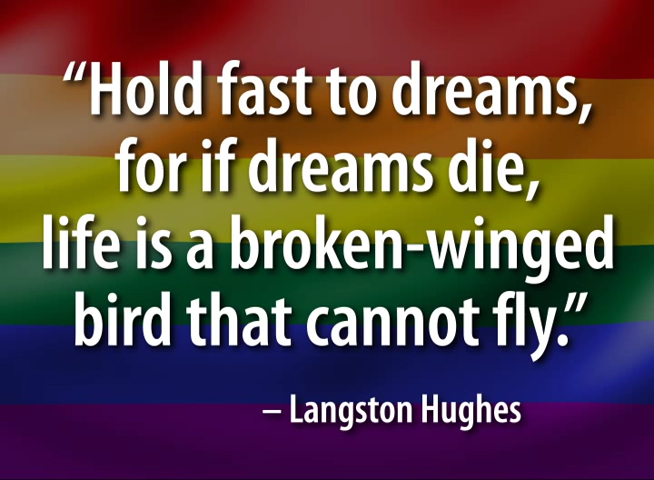 “Hold fast to dreams,
for if dreams die,
life is a broken-winged
bird that cannot fly.”
– Langston Hughes